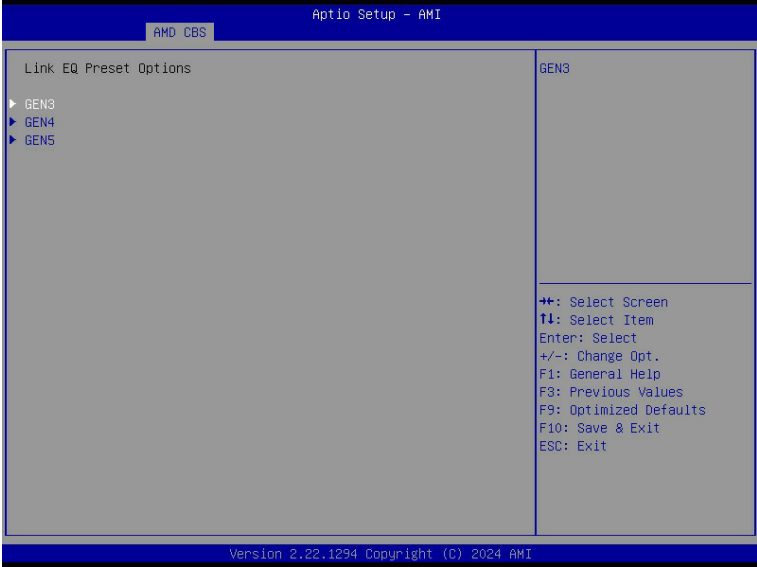 Aptio Setup – AMI
AMD CBS
Link EQ Preset Options
GEN3
GEN4
GEN5
GEN3
→←: Select Screen
↑↓: Select Item
Enter: Select
+/-: Change Opt.
F1: General Help
F3: Previous Values
F9: Optimized Defaults
F10: Save & Exit
ESC: Exit
Version 2.22.1294 Copyright (C) 2024 AMI